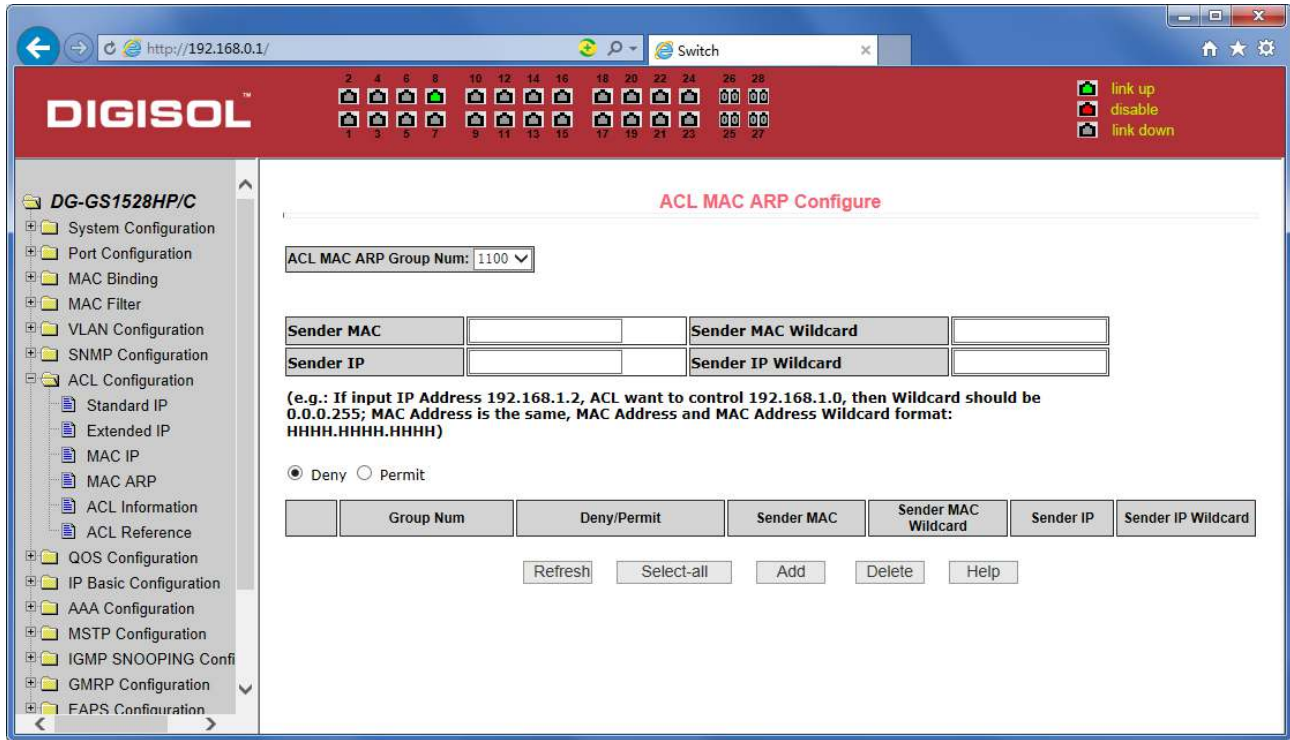 http://192.168.0.1/
Switch
DIGISOL™
2 4 6 8 10 12 14 16 18 20 22 24 26 28
1 3 5 7 9 11 13 15 17 19 21 23 25 27
link up
disable
link down
DG-GS1528HP/C
System Configuration
Port Configuration
MAC Binding
MAC Filter
VLAN Configuration
SNMP Configuration
ACL Configuration
Standard IP
Extended IP
MAC IP
MAC ARP
ACL Information
ACL Reference
QOS Configuration
IP Basic Configuration
AAA Configuration
MSTP Configuration
IGMP SNOOPING Confi
GMRP Configuration
EAPS Configuration
ACL MAC ARP Configure
ACL MAC ARP Group Num: 1100
Sender MAC Sender MAC Wildcard
Sender IP Sender IP Wildcard
(e.g.: If input IP Address 192.168.1.2, ACL want to control 192.168.1.0, then Wildcard should be
0.0.0.255; MAC Address is the same, MAC Address and MAC Address Wildcard format:
HHHH.HHHH.HHHH)
Deny Permit
Group Num Deny/Permit Sender MAC Sender MAC Wildcard Sender IP Sender IP Wildcard
Refresh Select-all Add Delete Help